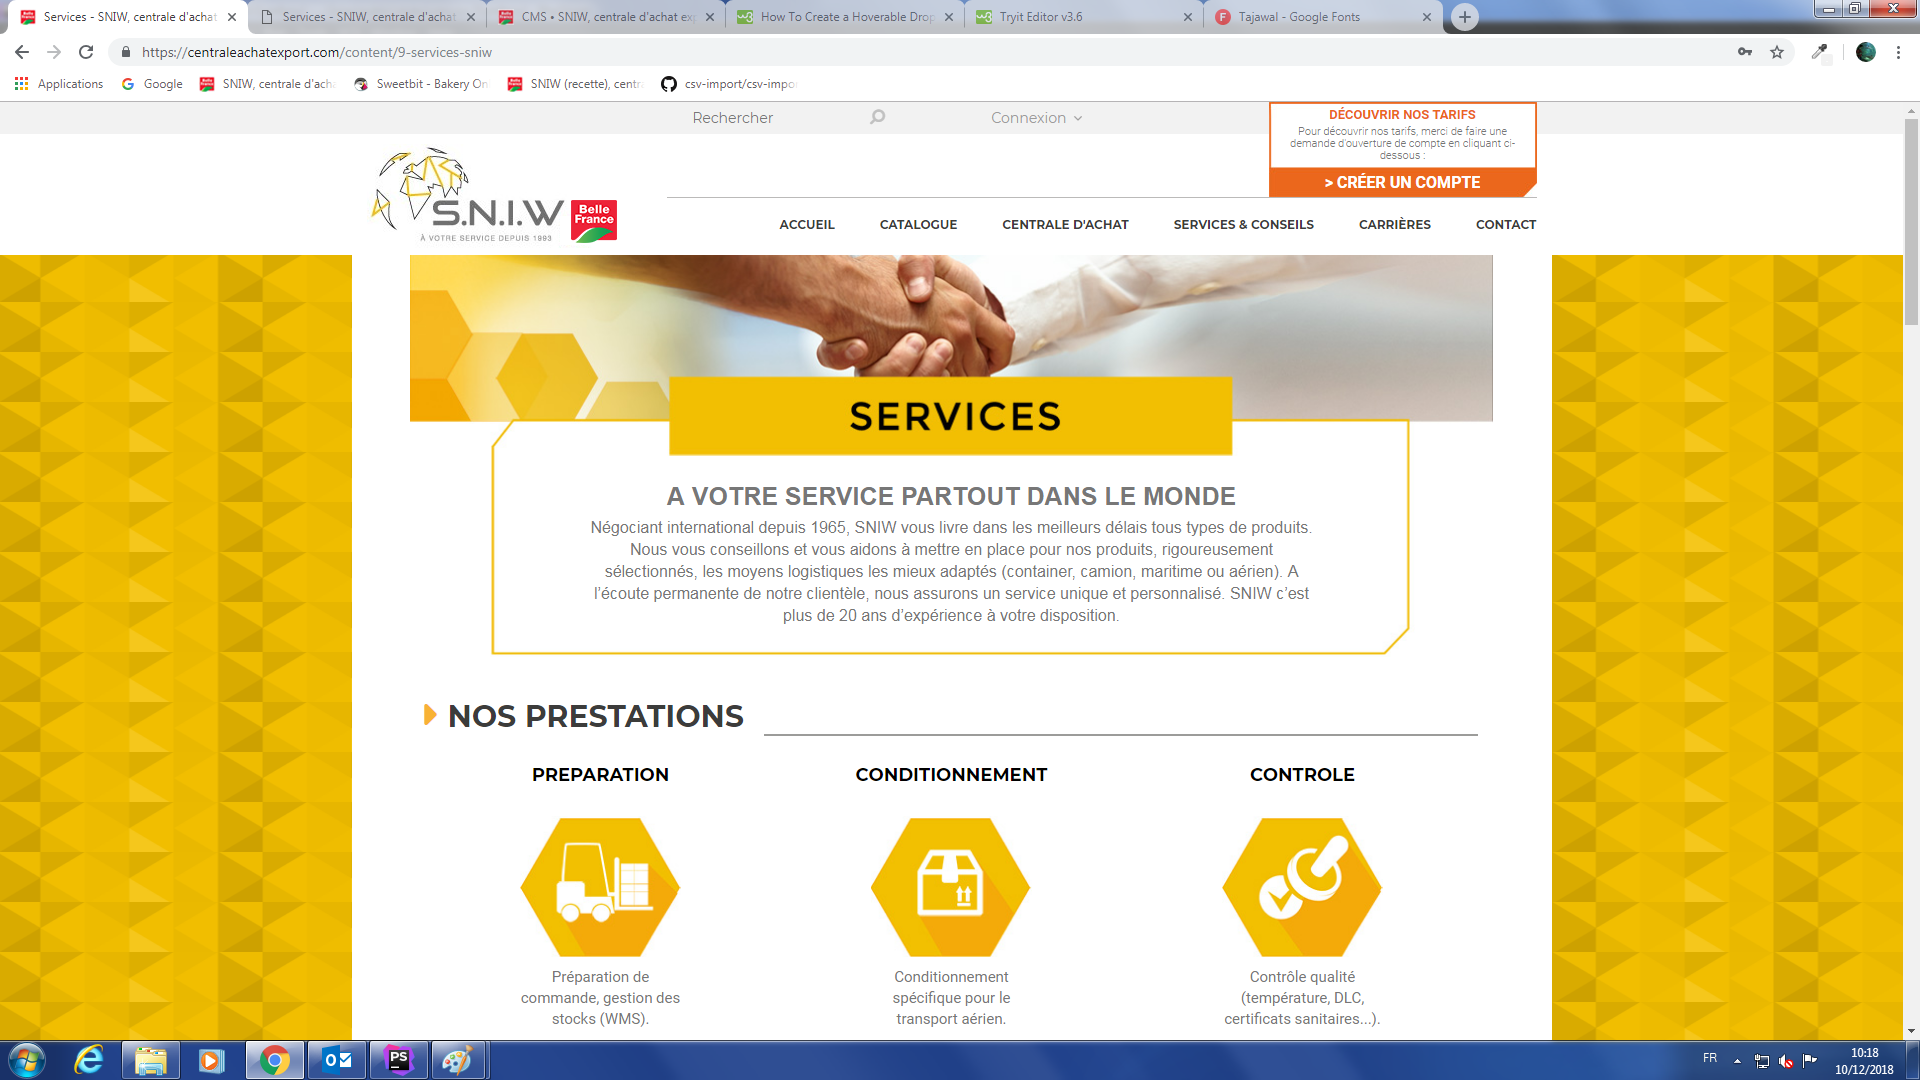 Services - SNIW, centrale d'achat
Services - SNIW, centrale d'achat
CMS • SNIW, centrale d'achat ex
How To Create a Hoverable Drop
Tryit Editor v3.6
Tajawal - Google Fonts
https://centraleachatexport.com/content/9-services-sniw
Applications
Google
SNIW, centrale d'ach
Sweetbit - Bakery On
SNIW (recette), centr
csv-import/csv-impo
Rechercher
Connexion
DÉCOUVRIR NOS TARIFS
Pour découvrir nos tarifs, merci de faire une
demande d'ouverture de compte en cliquant ci-
dessous :
> CRÉER UN COMPTE
S.N.I.W
À VOTRE SERVICE DEPUIS 1993
Belle
France
ACCUEIL
CATALOGUE
CENTRALE D'ACHAT
SERVICES & CONSEILS
CARRIÈRES
CONTACT
SERVICES
A VOTRE SERVICE PARTOUT DANS LE MONDE
Négociant international depuis 1965, SNIW vous livre dans les meilleurs délais tous types de produits.
Nous vous conseillons et vous aidons à mettre en place pour nos produits, rigoureusement
sélectionnés, les moyens logistiques les mieux adaptés (container, camion, maritime ou aérien). A
l'écoute permanente de notre clientèle, nous assurons un service unique et personnalisé. SNIW c'est
plus de 20 ans d'expérience à votre disposition.
NOS PRESTATIONS
PREPARATION
CONDITIONNEMENT
CONTROLE
Préparation de
commande, gestion des
stocks (WMS).
Conditionnement
spécifique pour le
transport aérien.
Contrôle qualité
(température, DLC,
certificats sanitaires...).
FR
10:18
10/12/2018